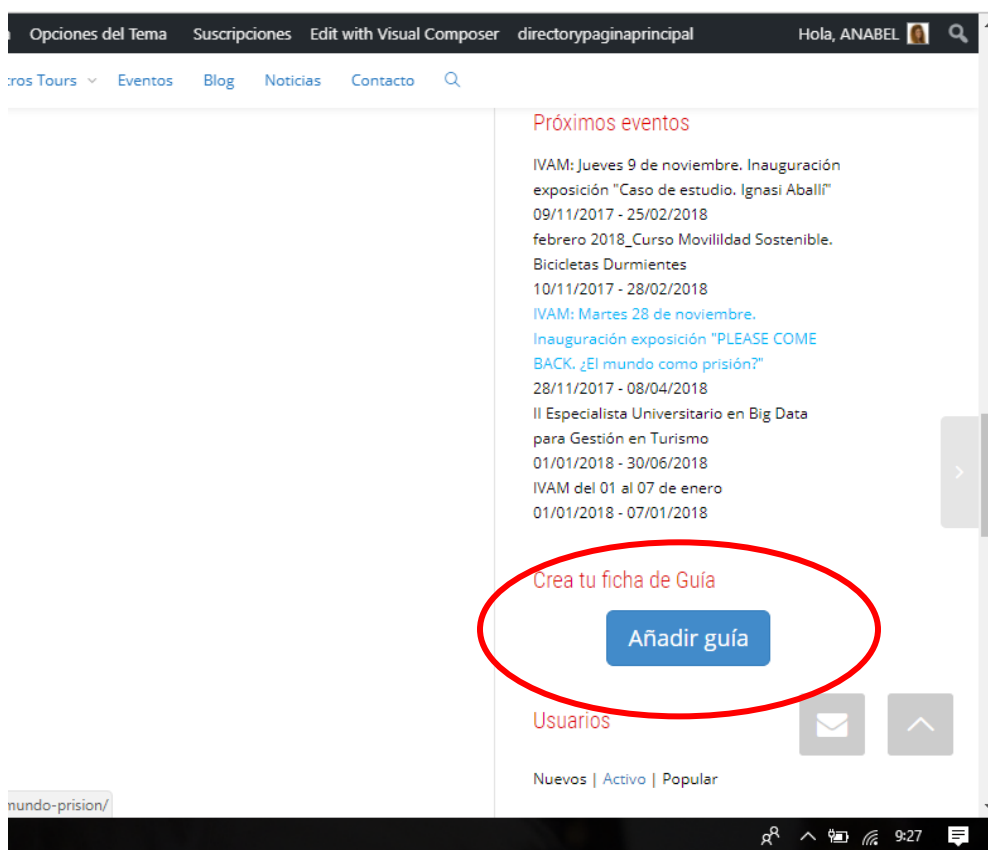 Opciones del Tema Suscripciones Edit with Visual Composer directorypaginaprincipal Hola, ANABEL
tros Tours Eventos Blog Noticias Contacto
Próximos eventos
IVAM: Jueves 9 de noviembre. Inauguración
exposición "Caso de estudio. Ignasi Aballí"
09/11/2017 - 25/02/2018
febrero 2018_Curso Movilildad Sostenible.
Bicicletas Durmientes
10/11/2017 - 28/02/2018
IVAM: Martes 28 de noviembre.
Inauguración exposición "PLEASE COME
BACK. ¿El mundo como prisión?"
28/11/2017 - 08/04/2018
II Especialista Universitario en Big Data
para Gestión en Turismo
01/01/2018 - 30/06/2018
IVAM del 01 al 07 de enero
01/01/2018 - 07/01/2018
Crea tu ficha de Guía
Añadir guía
Usuarios
Nuevos | Activo | Popular
mundo-prision/
9:27